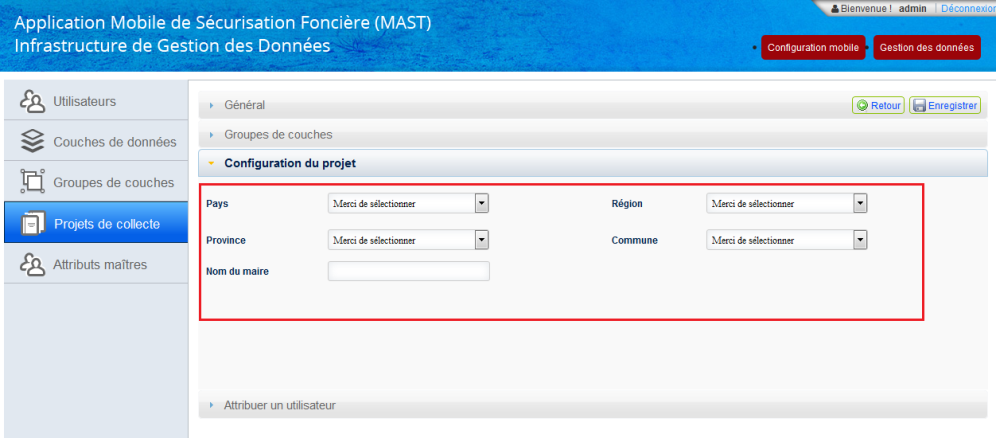 Application Mobile de Sécurisation Foncière (MAST)
Infrastructure de Gestion des Données
Bienvenue ! admin Déconnexion
Configuration mobile
Gestion des données
Utilisateurs
Couches de données
Groupes de couches
Projets de collecte
Attributs maîtres
Général
Retour
Enregistrer
Groupes de couches
Configuration du projet
Pays Merci de sélectionner Région Merci de sélectionner
Province Merci de sélectionner Commune Merci de sélectionner
Nom du maire
Attribuer un utilisateur